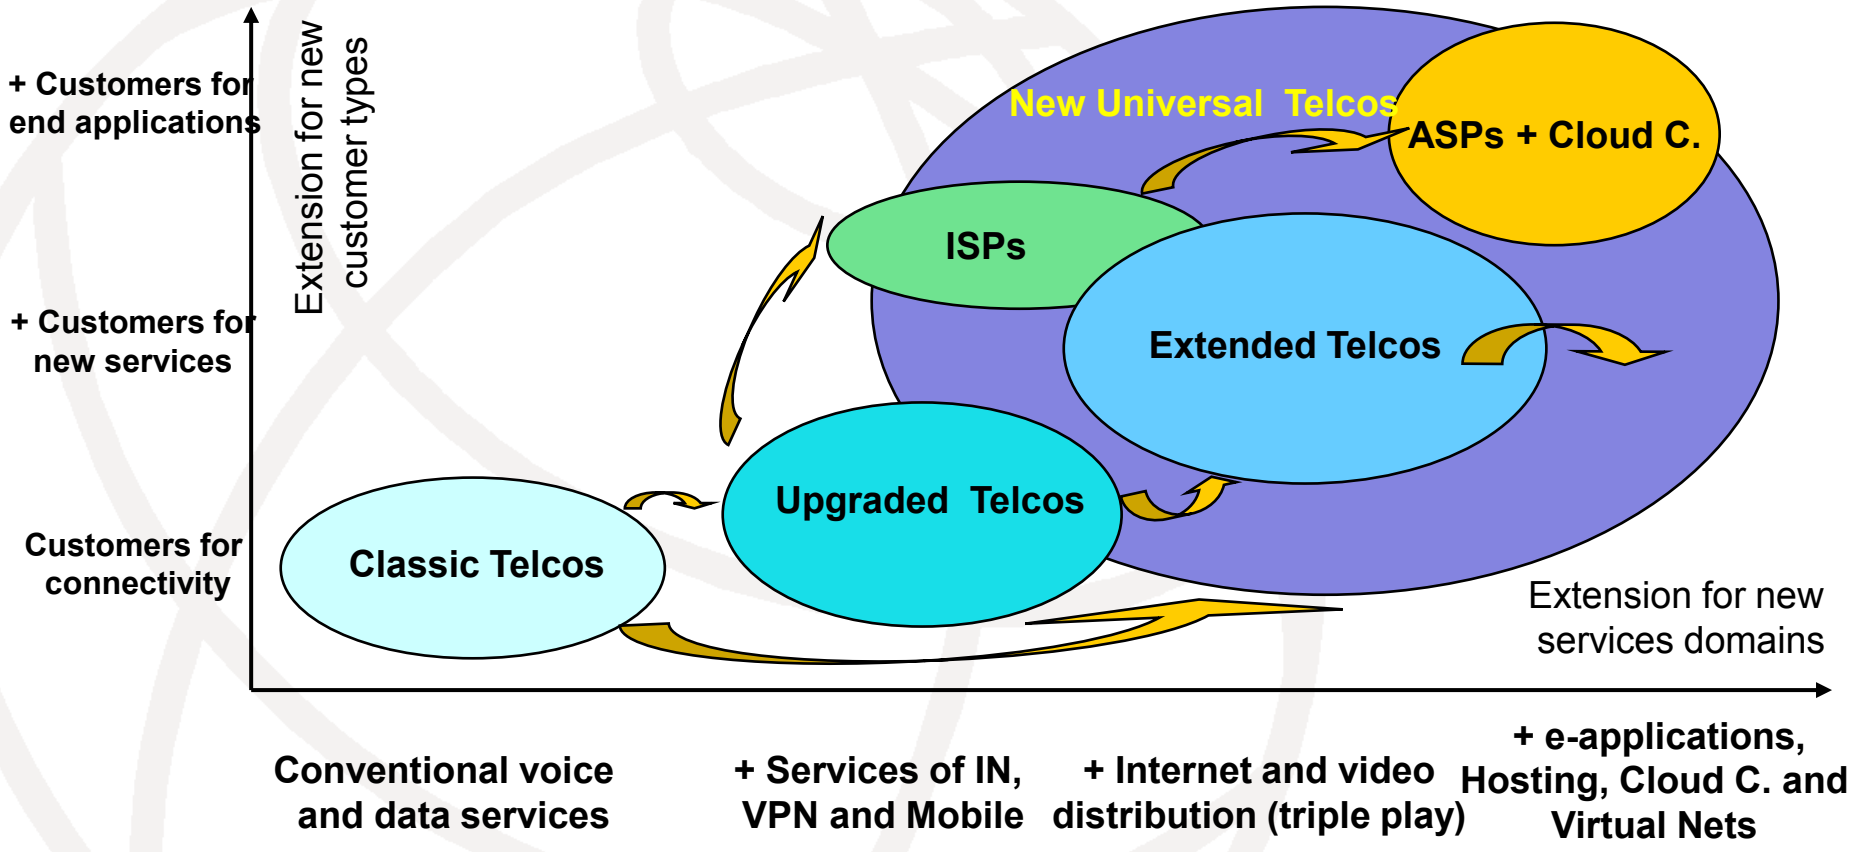 Extension for new
customer types
+ Customers for
end applications
New Universal Telcos
ASPs + Cloud C.
ISPs
+ Customers for
new services
Extended Telcos
Upgraded Telcos
Customers for
connectivity
Classic Telcos
Extension for new
services domains
Conventional voice
and data services
+ Services of IN,
VPN and Mobile
+ Internet and video
distribution (triple play)
+ e-applications,
Hosting, Cloud C. and
Virtual Nets